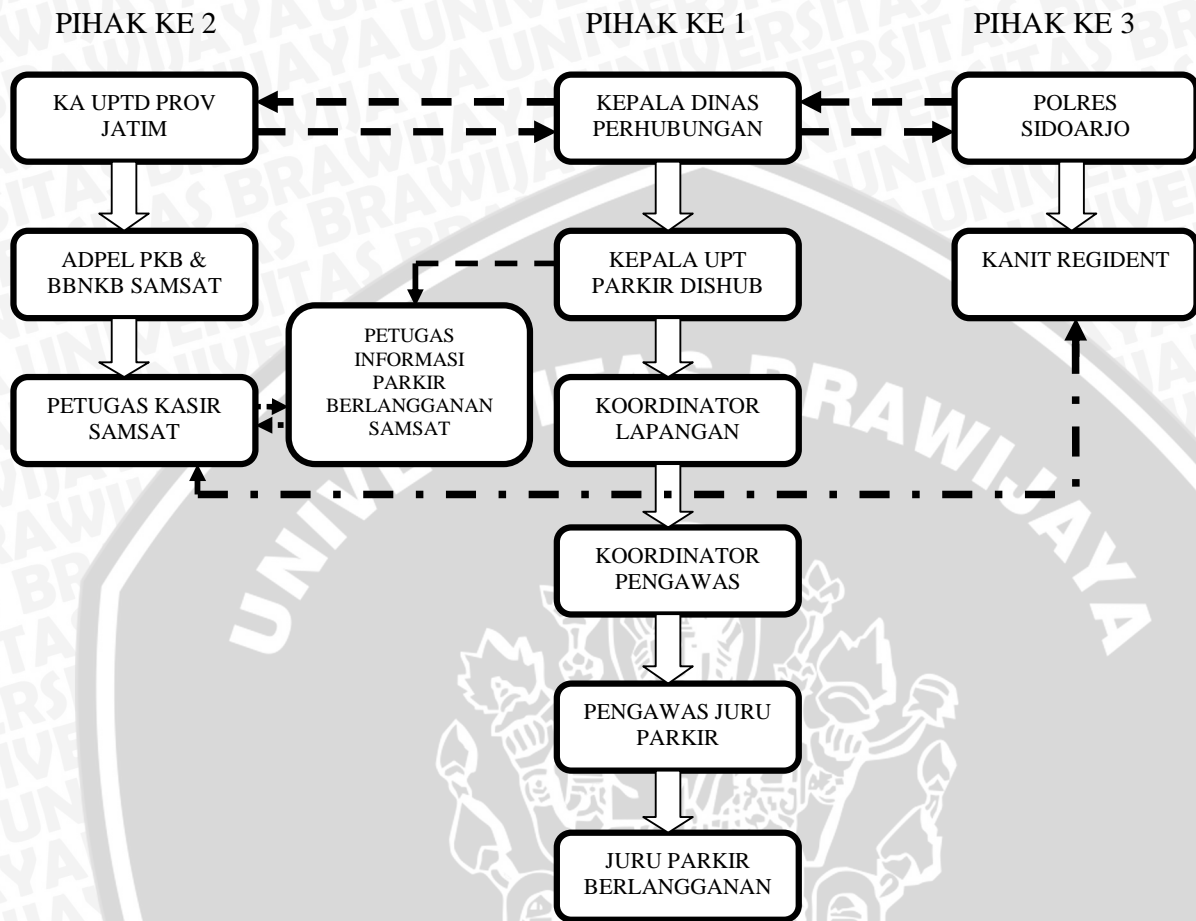 PIHAK KE 2
PIHAK KE 1
PIHAK KE 3
KA UPTD PROV
JATIM
KEPALA DINAS
PERHUBUNGAN
POLRES
SIDOARJO
ADPEL PKB &
BBNKB SAMSAT
KEPALA UPT
PARKIR DISHUB
KANIT REGIDENT
PETUGAS
INFORMASI
PARKIR
BERLANGGANAN
SAMSAT
PETUGAS KASIR
SAMSAT
KOORDINATOR
LAPANGAN
KOORDINATOR
PENGAWAS
PENGAWAS JURU
PARKIR
JURU PARKIR
BERLANGGANAN
UNIVERSITAS BRAWIJAYA